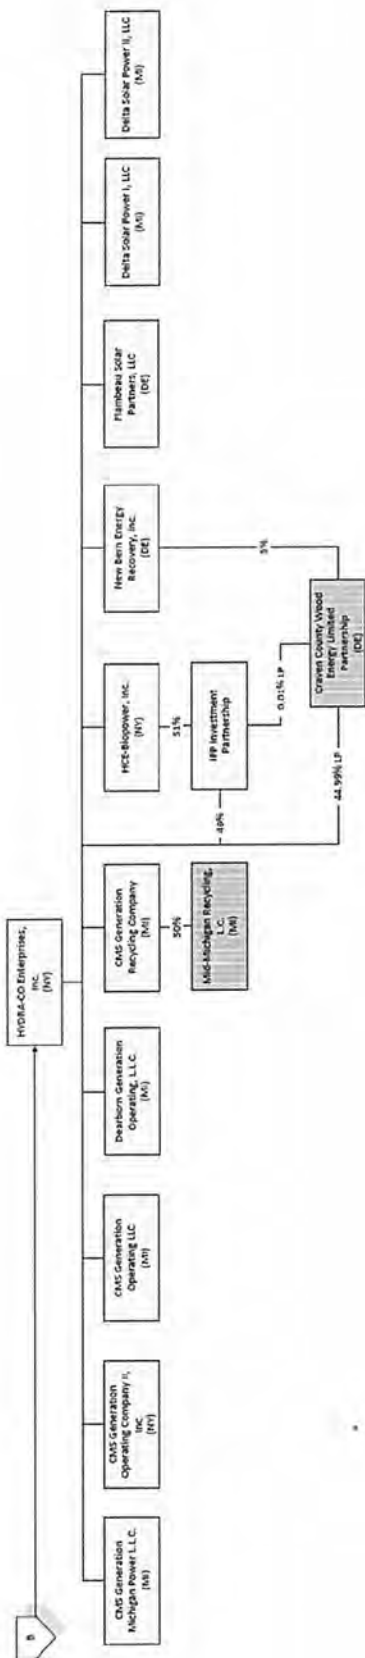 B
HYDRA-CO Enterprises,
Inc.
(NY)
CMS Generation
Michigan Power L.L.C.
(MI)
CMS Generation
Operating Company II,
Inc.
(NY)
CMS Generation
Operating LLC
(MI)
Dearborn Generation
Operating, L.L.C.
(MI)
CMS Generation
Recycling Company
(MI)
HCE-Biopower, Inc.
(NY)
New Bern Energy
Recovery, Inc.
(DE)
Flambeau Solar
Partners, LLC
(DE)
Delta Solar Power I, LLC
(MI)
Delta Solar Power II, LLC
(MI)
50%
51%
Mid-Michigan Recycling,
L.C.
(MI)
49%
IPP Investment
Partnership
5%
0.01% LP
44.99% LP
Craven County Wood
Energy Limited
Partnership
(DE)